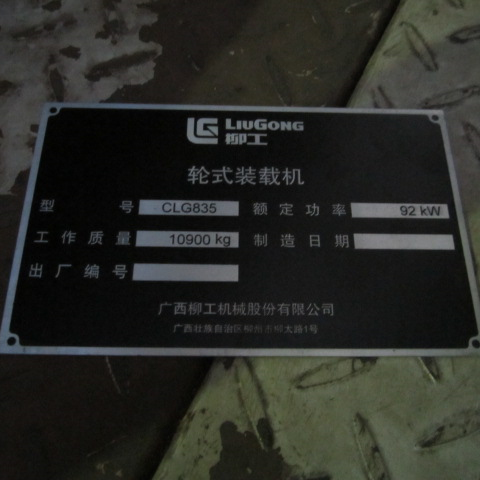 LIUGONG
柳工
轮式装载机
型 号 CLG835 额定功率 92 kW
工作质量 10900 kg 制造日期
出厂编号
广西柳工机械股份有限公司
广西壮族自治区柳州市柳太路1号